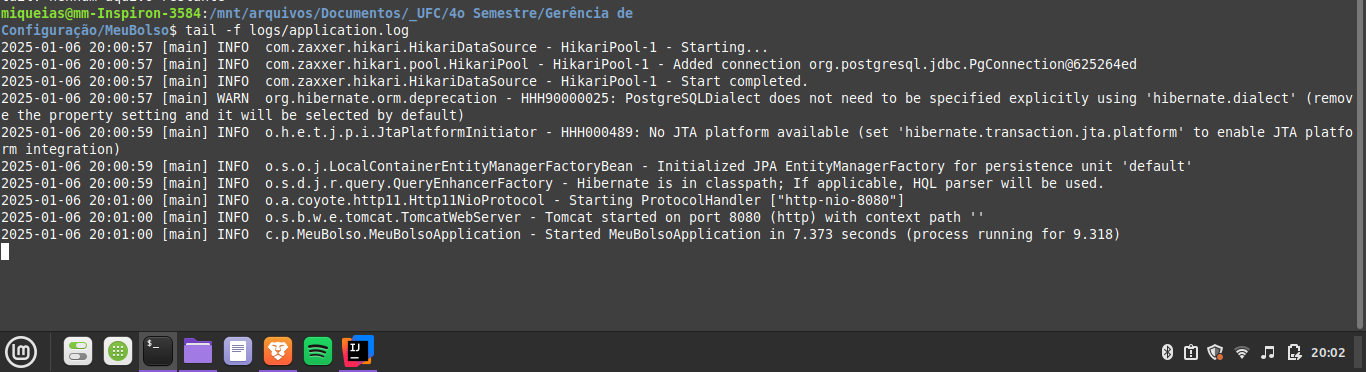 miqueias@mm-Inspiron-3584:/mnt/arquivos/Documentos/_UFC/4o Semestre/Gerência de
Configuração/MeuBolso$ tail -f logs/application.log
2025-01-06 20:00:57 [main] INFO  com.zaxxer.hikari.HikariDataSource - HikariPool-1 - Starting...
2025-01-06 20:00:57 [main] INFO  com.zaxxer.hikari.pool.HikariPool - HikariPool-1 - Added connection org.postgresql.jdbc.PgConnection@625264ed
2025-01-06 20:00:57 [main] INFO  com.zaxxer.hikari.HikariDataSource - HikariPool-1 - Start completed.
2025-01-06 20:00:57 [main] WARN  org.hibernate.orm.deprecation - HHH90000025: PostgreSQLDialect does not need to be specified explicitly using 'hibernate.dialect' (remov
e the property setting and it will be selected by default)
2025-01-06 20:00:59 [main] INFO  o.h.e.t.j.p.i.JtaPlatformInitiator - HHH000489: No JTA platform available (set 'hibernate.transaction.jta.platform' to enable JTA platfo
rm integration)
2025-01-06 20:00:59 [main] INFO  o.s.o.j.LocalContainerEntityManagerFactoryBean - Initialized JPA EntityManagerFactory for persistence unit 'default'
2025-01-06 20:00:59 [main] INFO  o.s.d.j.r.query.QueryEnhancerFactory - Hibernate is in classpath; If applicable, HQL parser will be used.
2025-01-06 20:01:00 [main] INFO  o.a.coyote.http11.Http11NioProtocol - Starting ProtocolHandler ["http-nio-8080"]
2025-01-06 20:01:00 [main] INFO  o.s.b.w.e.tomcat.TomcatWebServer - Tomcat started on port 8080 (http) with context path ''
2025-01-06 20:01:00 [main] INFO  c.p.MeuBolso.MeuBolsoApplication - Started MeuBolsoApplication in 7.373 seconds (process running for 9.318)
$_
IJ
20:02